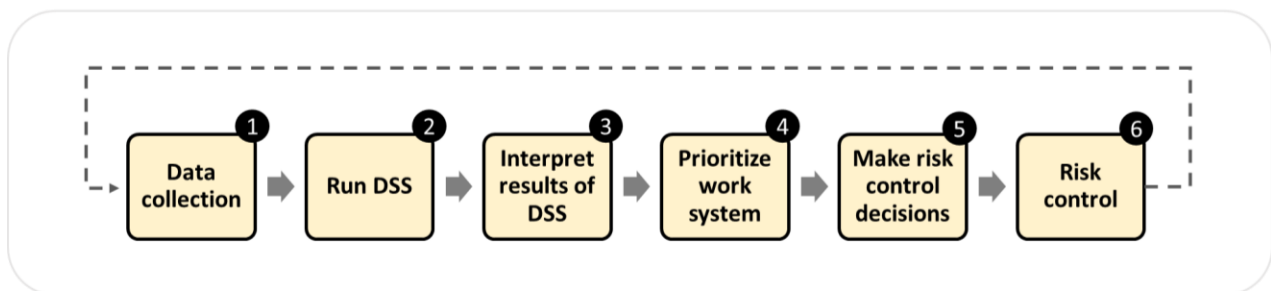 1
Data
collection
2
Run DSS
3
Interpret
results of
DSS
4
Prioritize
work
system
5
Make risk
control
decisions
6
Risk
control